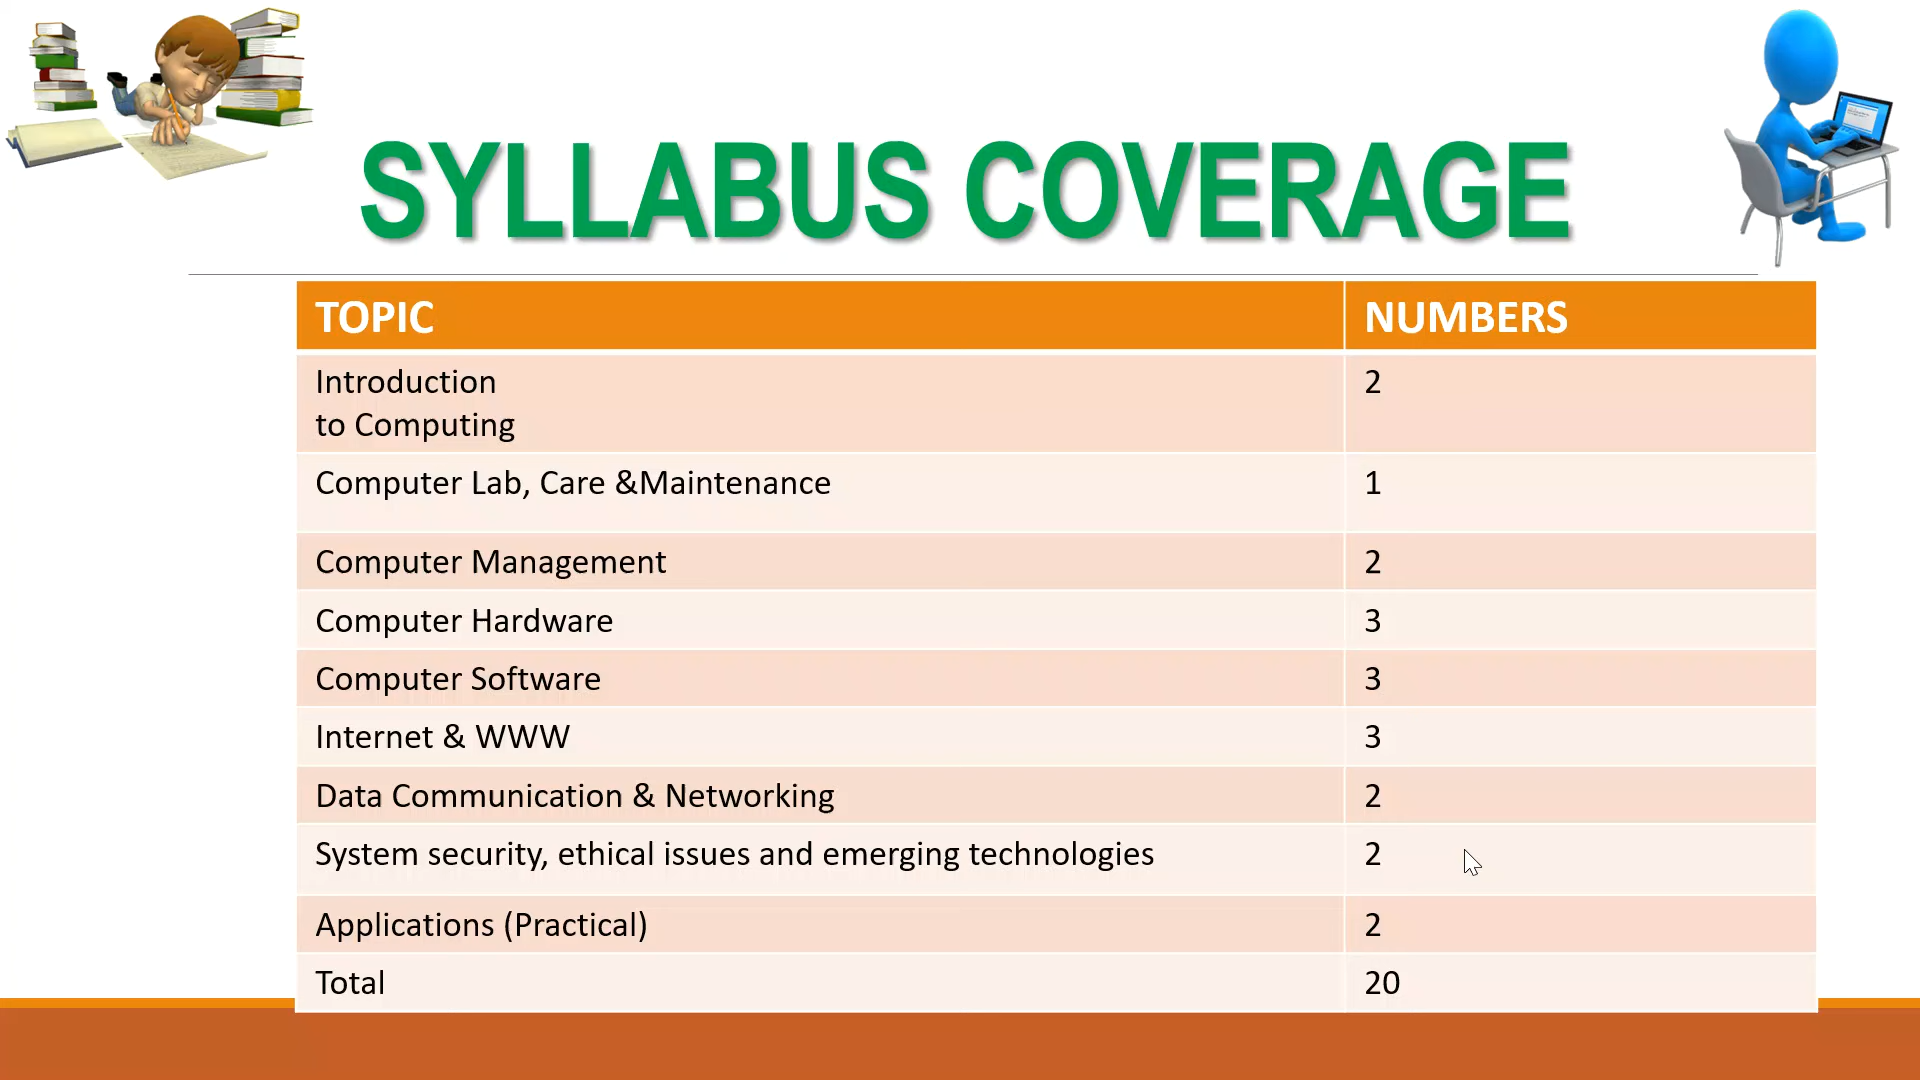 SYLLABUS COVERAGE
TOPIC NUMBERS
Introduction 2
to Computing
Computer Lab, Care &Maintenance 1
Computer Management 2
Computer Hardware 3
Computer Software 3
Internet & WWW 3
Data Communication & Networking 2
System security, ethical issues and emerging technologies 2
Applications (Practical) 2
Total 20